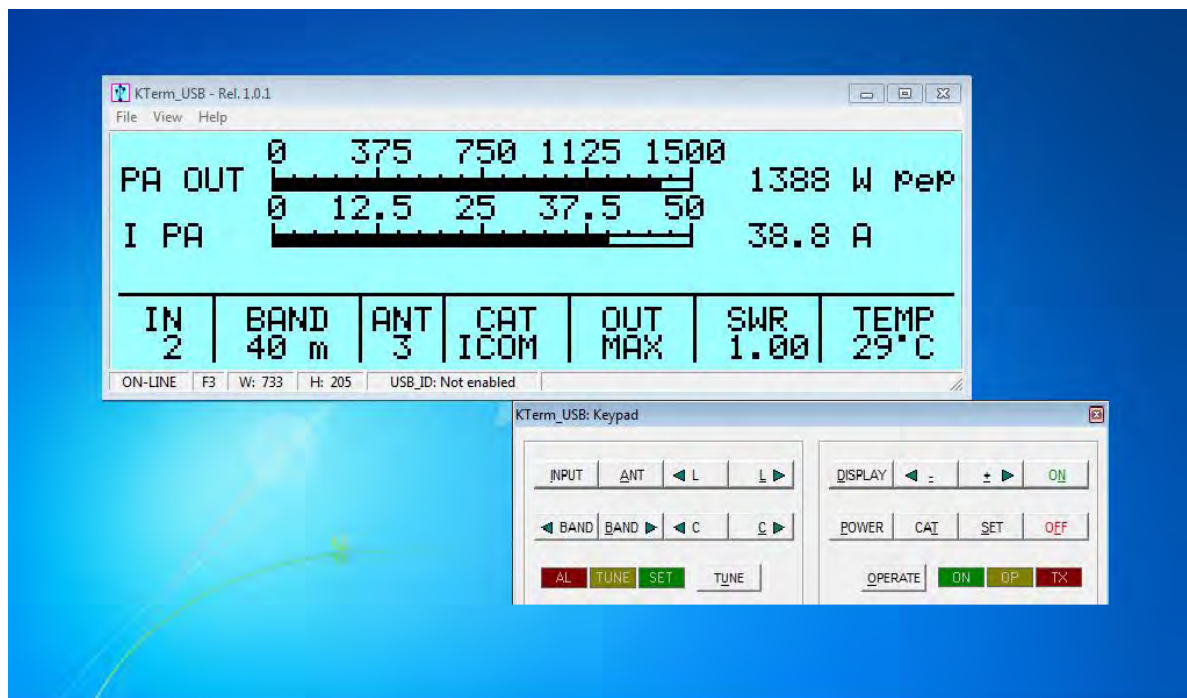 KTerm_USB - Rel. 1.0.1
File View Help
0 375 750 1125 1500
PA OUT 1388 W pep
0 12.5 25 37.5 50
I PA 38.8 A
IN BAND ANT CAT OUT SWR TEMP
2 40 m 3 ICOM MAX 1.00 29°C
ON-LINE F3 W: 733 H: 205 USB_ID: Not enabled
KTerm_USB: Keypad
INPUT ANT ◄ L L ► DISPLAY ◄ - + ► ON
◄ BAND BAND ► ◄ C C ► POWER CAT SET OFF
AL TUNE SET TUNE OPERATE ON OP TX